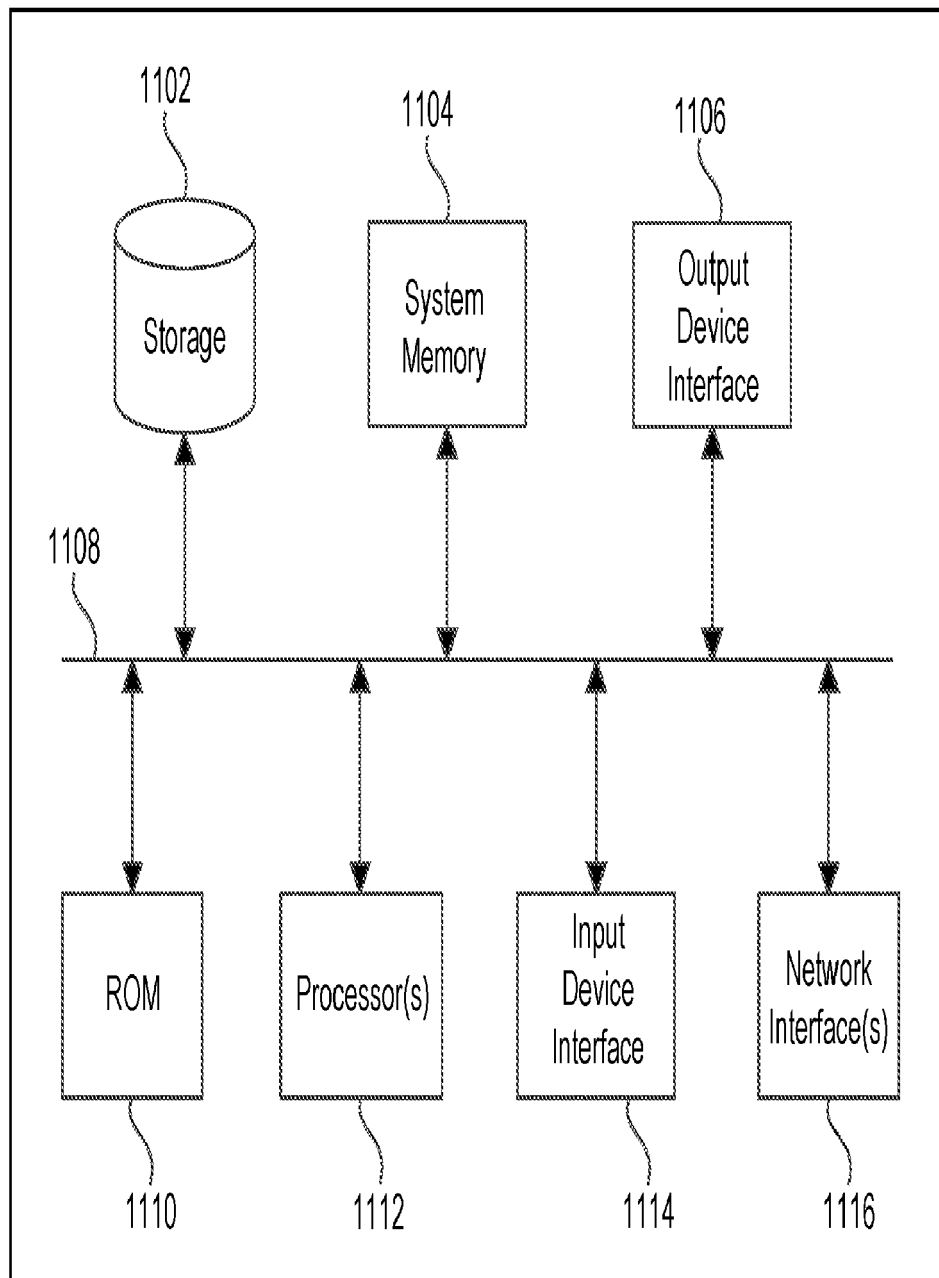 1102
1104
1106
Storage
System
Memory
Output
Device
Interface
1108
ROM
Processor(s)
Input
Device
Interface
Network
Interface(s)
1110
1112
1114
1116